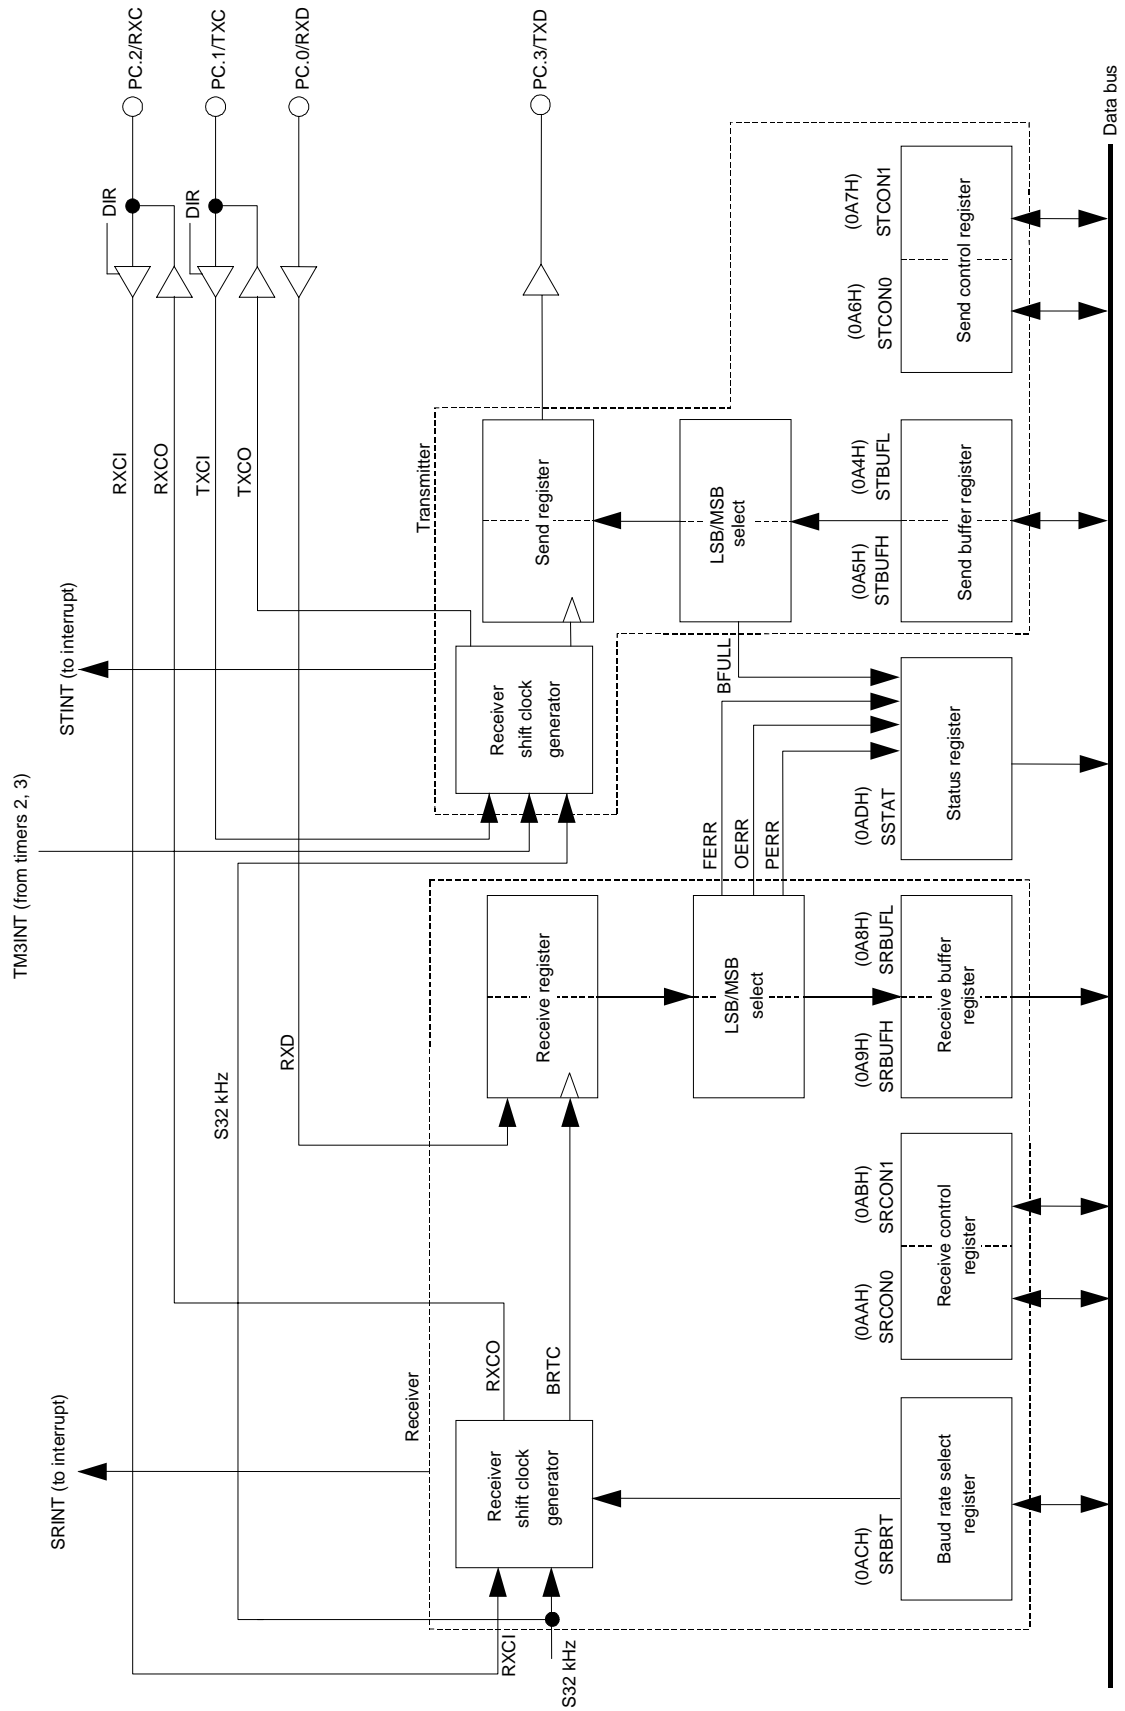 PC.2/RXC
PC.1/TXC
PC.0/RXD
PC.3/TXD
DIR
DIR
RXCI
RXCO
TXCI
TXCO
STINT (to interrupt)
TM3INT (from timers 2, 3)
S32 kHz
RXD
SRINT (to interrupt)
Transmitter
Send register
Receiver
shift clock
generator
LSB/MSB
select
(0A7H)
STCON1
(0A6H)
STCON0
Send control register
(0A4H)
STBUFL
(0A5H)
STBUFH
Send buffer register
BFULL
FERR
OERR
PERR
(0ADH)
SSTAT
Status register
Receive register
LSB/MSB
select
(0A8H)
SRBUFL
(0A9H)
SRBUFH
Receive buffer
register
(0ABH)
SRCON1
(0AAH)
SRCON0
Receive control
register
Receiver
RXCO
BRTC
Receiver
shift clock
generator
(0ACH)
SRBRT
Baud rate select
register
RXCI
S32 kHz
Data bus